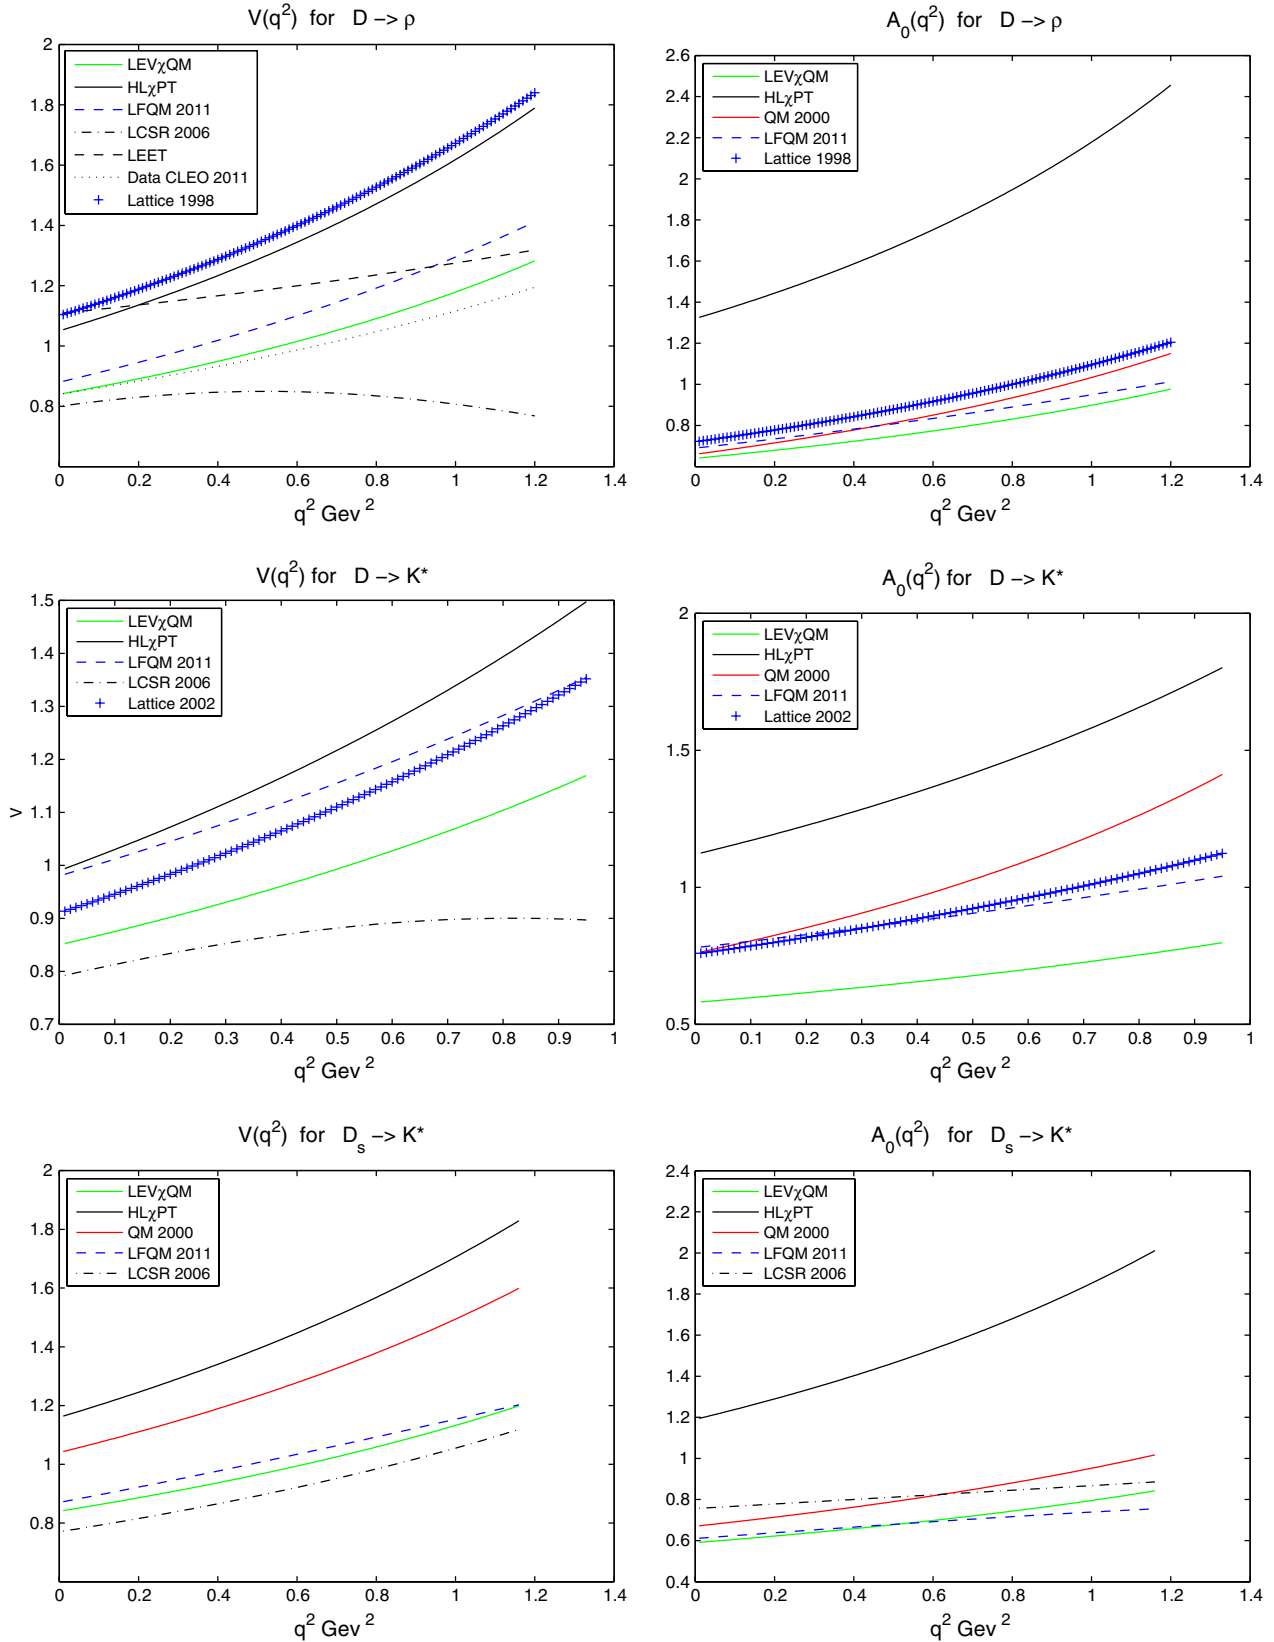 V(q²) for D −> ρ
2
1.8
1.6
1.4
1.2
1
0.8
LEVχQM
HLχPT
LFQM 2011
LCSR 2006
LEET
Data CLEO 2011
Lattice 1998
0 0.2 0.4 0.6 0.8 1 1.2 1.4
q² Gev²
A₀(q²) for D −> ρ
2.6
2.4
2.2
2
1.8
1.6
1.4
1.2
1
0.8
LEVχQM
HLχPT
QM 2000
LFQM 2011
Lattice 1998
0 0.2 0.4 0.6 0.8 1 1.2 1.4
q² Gev²
V(q²) for D −> K*
1.5
1.4
1.3
1.2
1.1
1
0.9
0.8
0.7
V
LEVχQM
HLχPT
LFQM 2011
LCSR 2006
Lattice 2002
0 0.1 0.2 0.3 0.4 0.5 0.6 0.7 0.8 0.9 1
q² Gev²
A₀(q²) for D −> K*
2
1.5
1
0.5
LEVχQM
HLχPT
QM 2000
LFQM 2011
Lattice 2002
0 0.1 0.2 0.3 0.4 0.5 0.6 0.7 0.8 0.9 1
q² Gev²
V(q²) for Dₛ −> K*
2
1.8
1.6
1.4
1.2
1
0.8
LEVχQM
HLχPT
QM 2000
LFQM 2011
LCSR 2006
0 0.2 0.4 0.6 0.8 1 1.2 1.4
q² Gev²
A₀(q²) for Dₛ −> K*
2.4
2.2
2
1.8
1.6
1.4
1.2
1
0.8
0.6
0.4
LEVχQM
HLχPT
QM 2000
LFQM 2011
LCSR 2006
0 0.2 0.4 0.6 0.8 1 1.2 1.4
q² Gev²